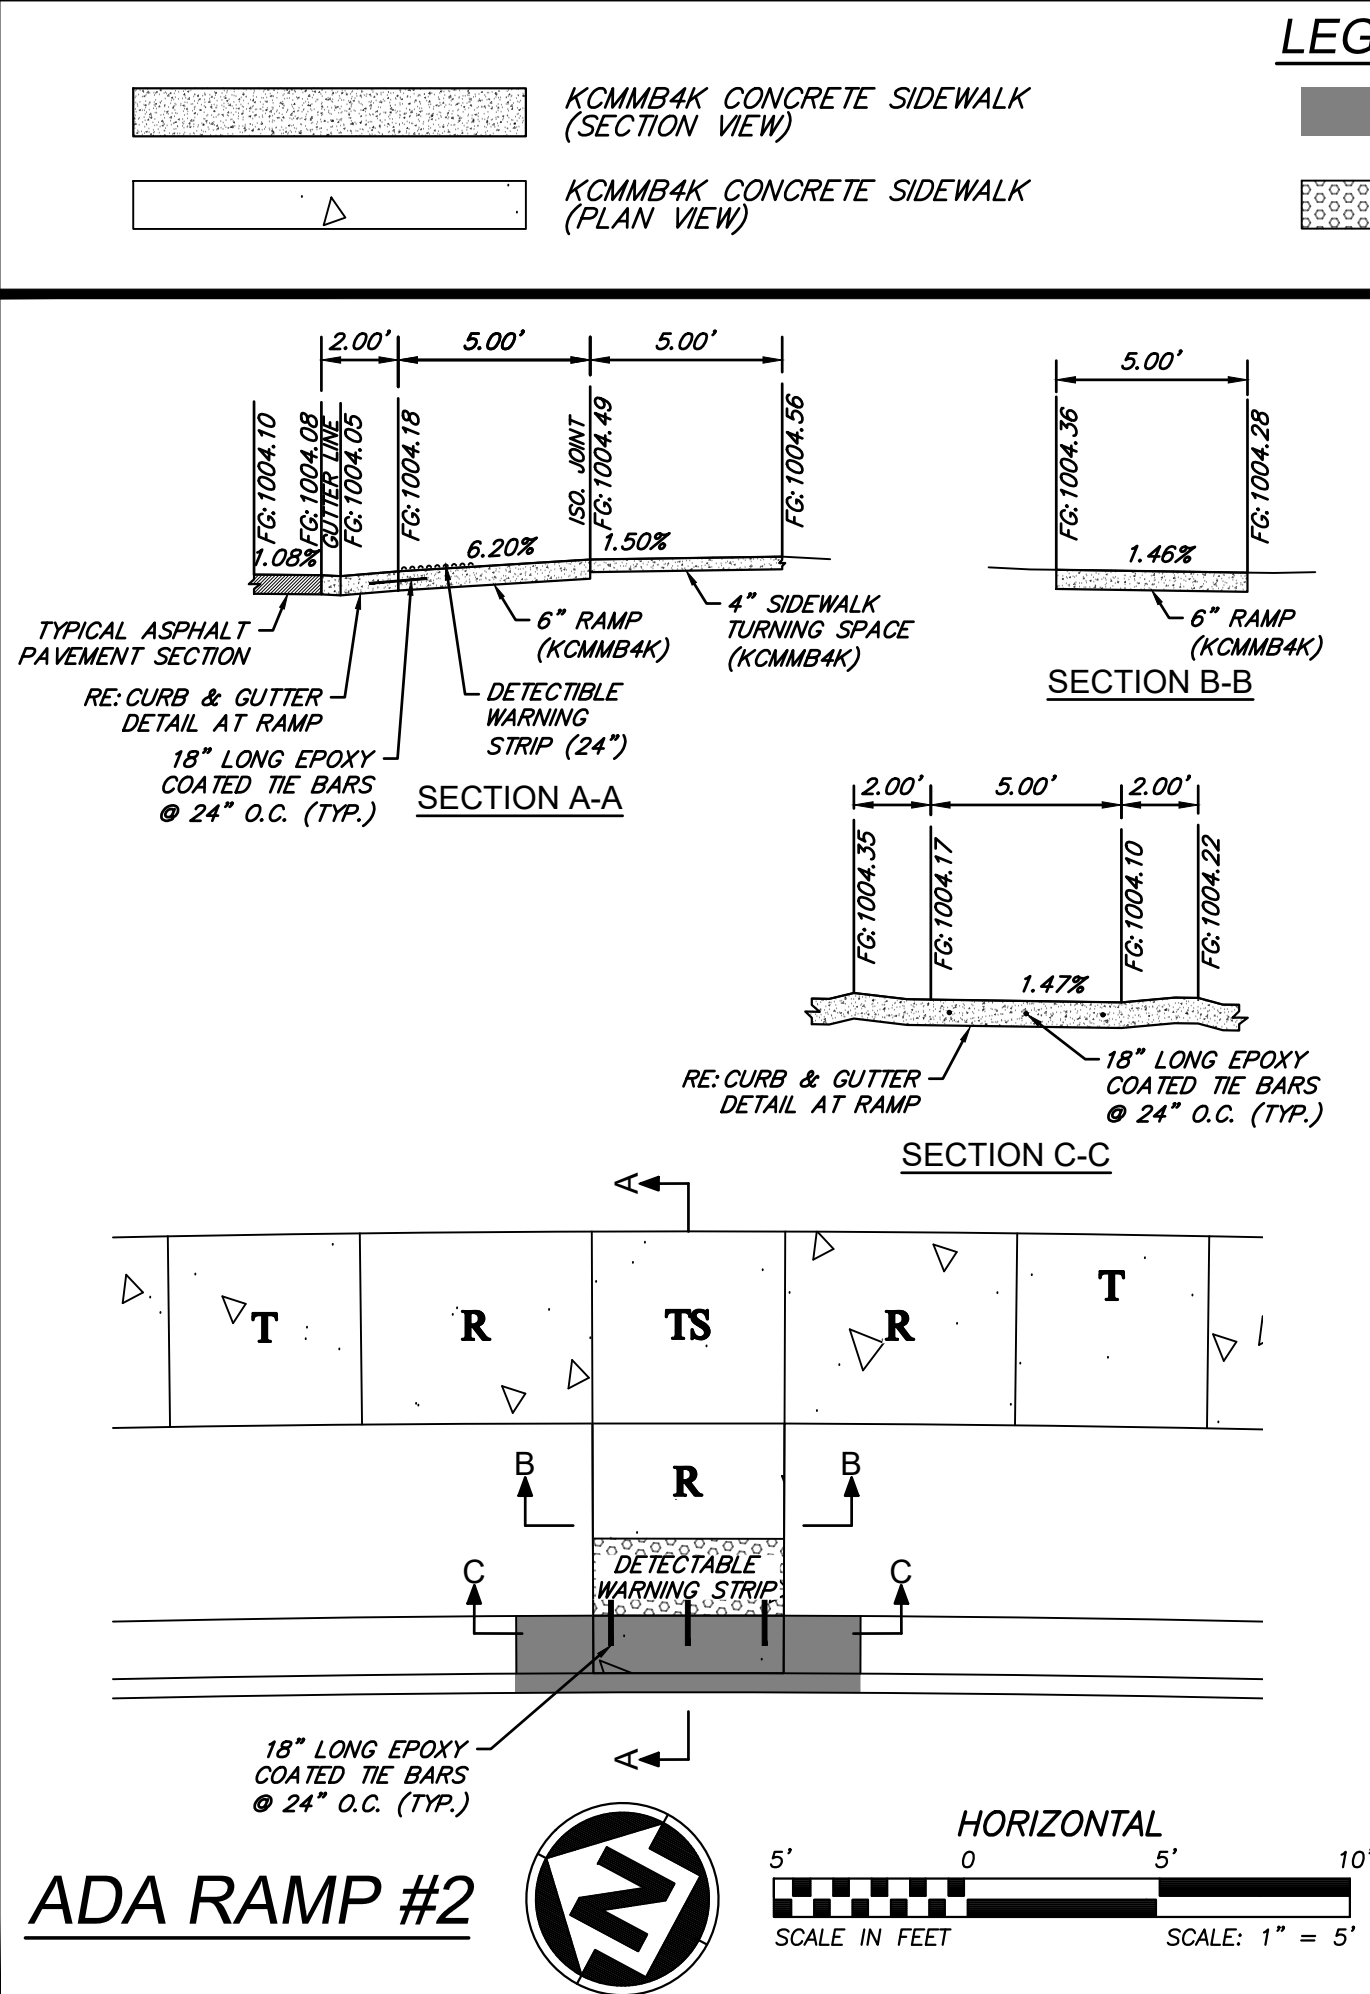 LEG
KCMMB4K CONCRETE SIDEWALK
(SECTION VIEW)
KCMMB4K CONCRETE SIDEWALK
(PLAN VIEW)
2.00'
5.00'
5.00'
FG: 1004.10
FG: 1004.08
GUTTER LINE
FG: 1004.05
FG: 1004.18
ISO. JOINT
FG: 1004.49
FG: 1004.56
1.08%
6.20%
1.50%
TYPICAL ASPHALT
PAVEMENT SECTION
RE: CURB & GUTTER
DETAIL AT RAMP
18" LONG EPOXY
COATED TIE BARS
@ 24" O.C. (TYP.)
DETECTIBLE
WARNING
STRIP (24")
6" RAMP
(KCMMB4K)
4" SIDEWALK
TURNING SPACE
(KCMMB4K)
SECTION A-A
5.00'
FG: 1004.36
FG: 1004.28
1.46%
6" RAMP
(KCMMB4K)
SECTION B-B
2.00'
5.00'
2.00'
FG: 1004.35
FG: 1004.17
FG: 1004.10
FG: 1004.22
1.47%
RE: CURB & GUTTER
DETAIL AT RAMP
18" LONG EPOXY
COATED TIE BARS
@ 24" O.C. (TYP.)
SECTION C-C
A
T
R
TS
R
T
B
R
B
C
DETECTABLE
WARNING STRIP
C
18" LONG EPOXY
COATED TIE BARS
@ 24" O.C. (TYP.)
A
ADA RAMP #2
N
HORIZONTAL
5'
0
5'
10'
SCALE IN FEET
SCALE: 1" = 5'